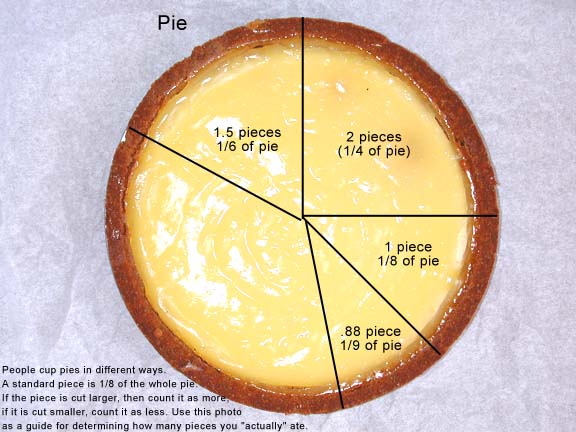 Pie
1.5 pieces
1/6 of pie
2 pieces
(1/4 of pie)
1 piece
1/8 of pie
.88 piece
1/9 of pie
People cup pies in different ways.
A standard piece is 1/8 of the whole pie.
If the piece is cut larger, then count it as more,
if it is cut smaller, count it as less. Use this photo
as a guide for determining how many pieces you "actually" ate.